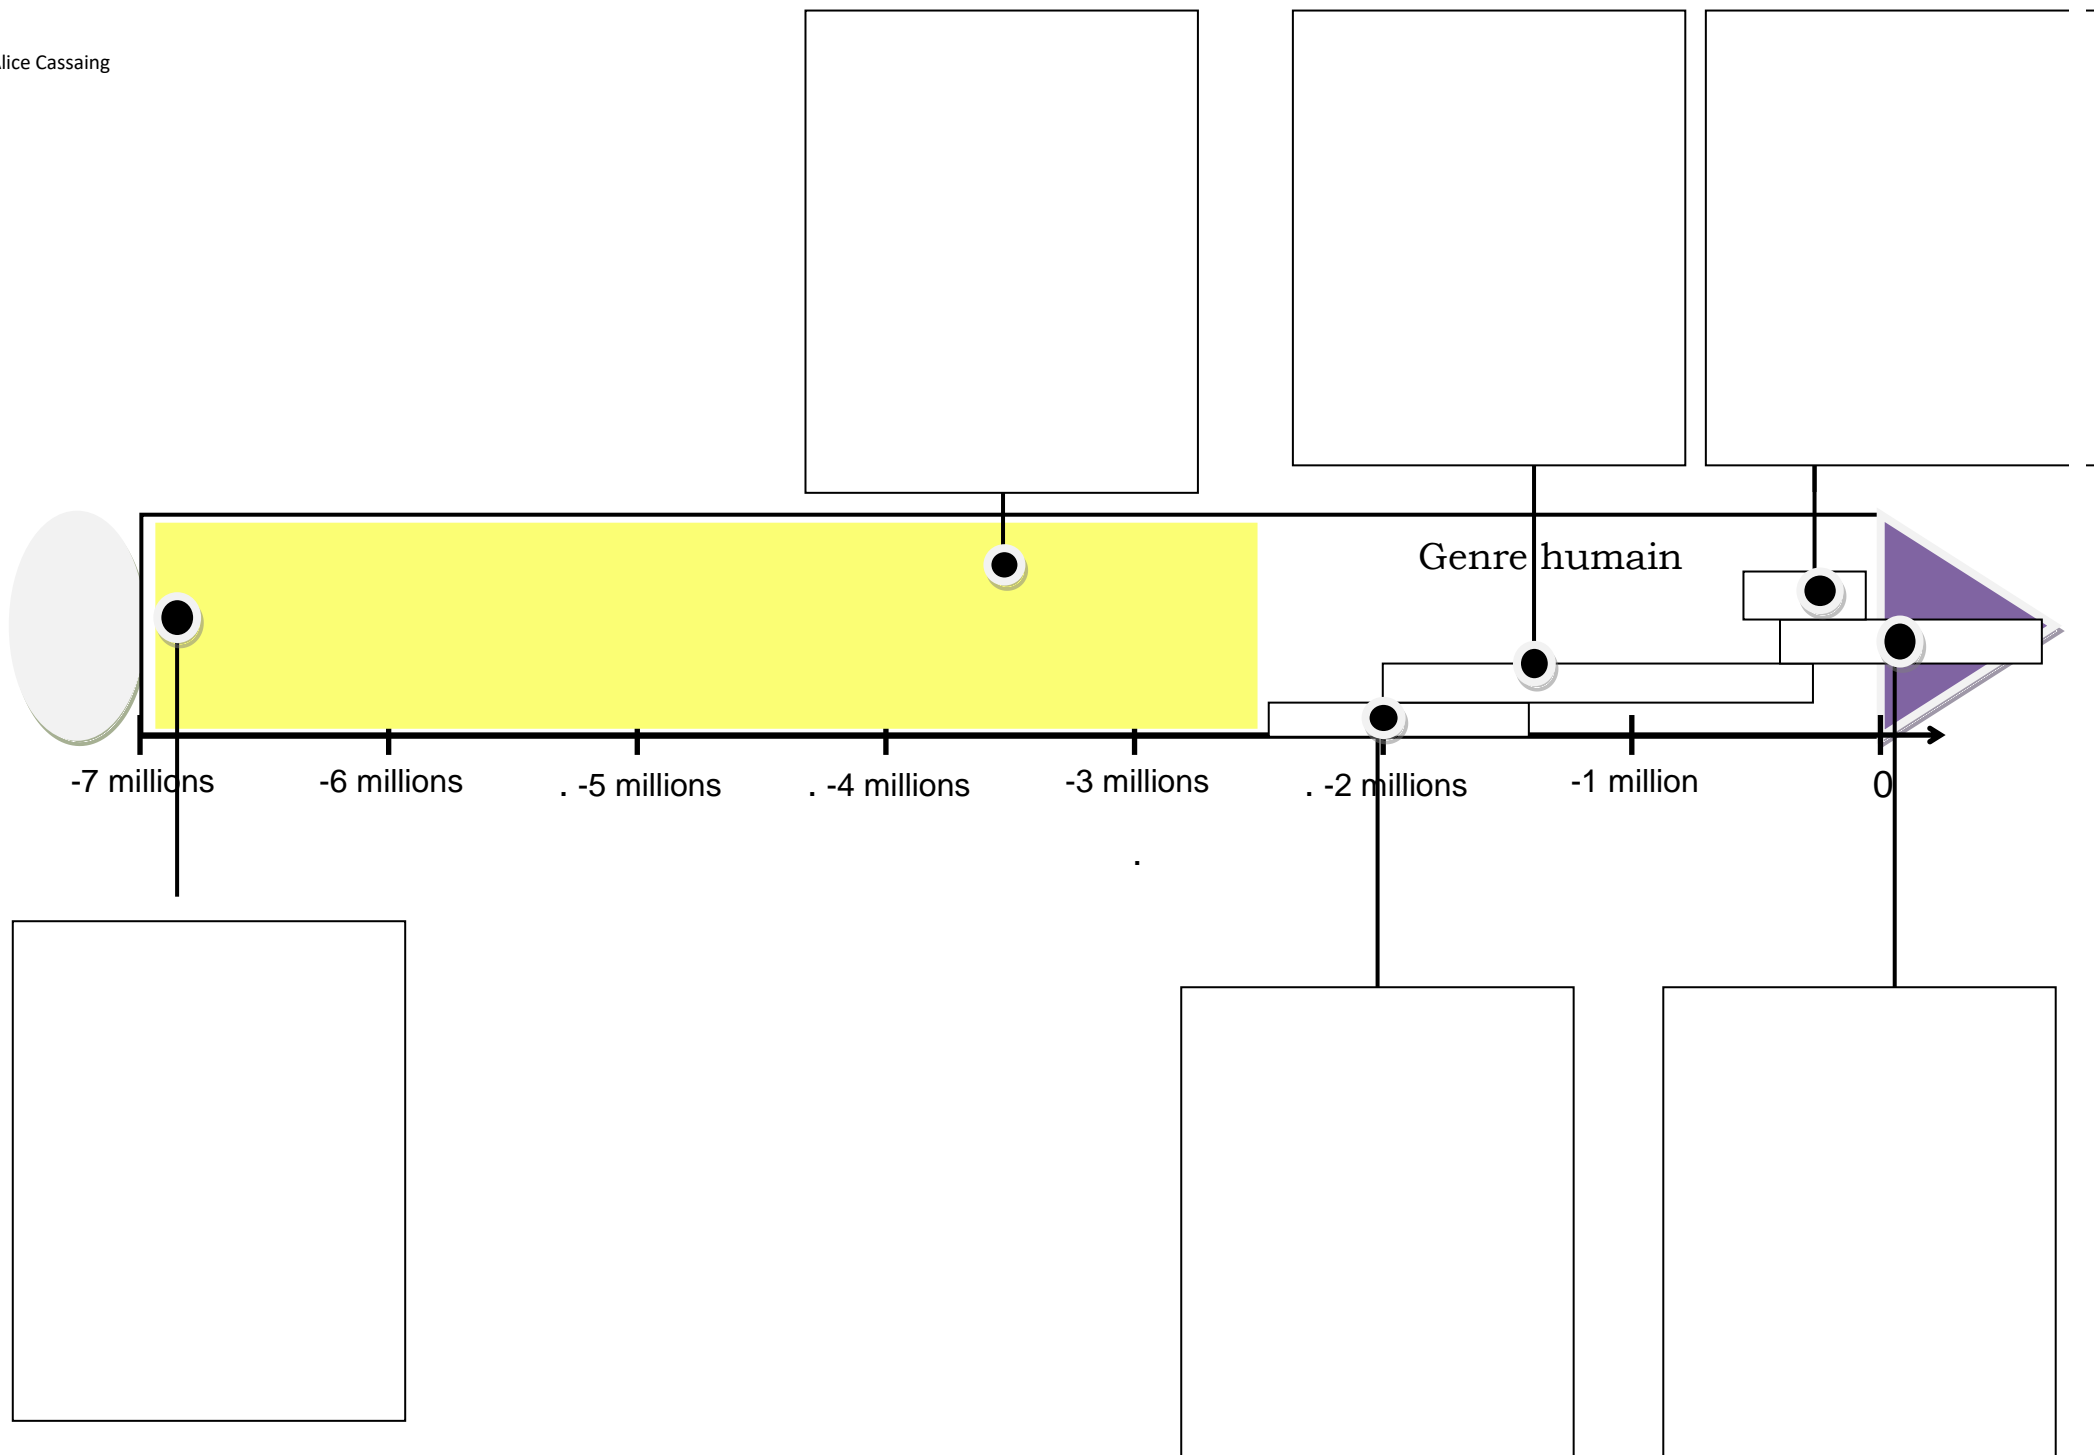 lice Cassaing
Genre humain
-7 millions
-6 millions
. -5 millions
. -4 millions
-3 millions
. -2 millions
-1 million
0
.